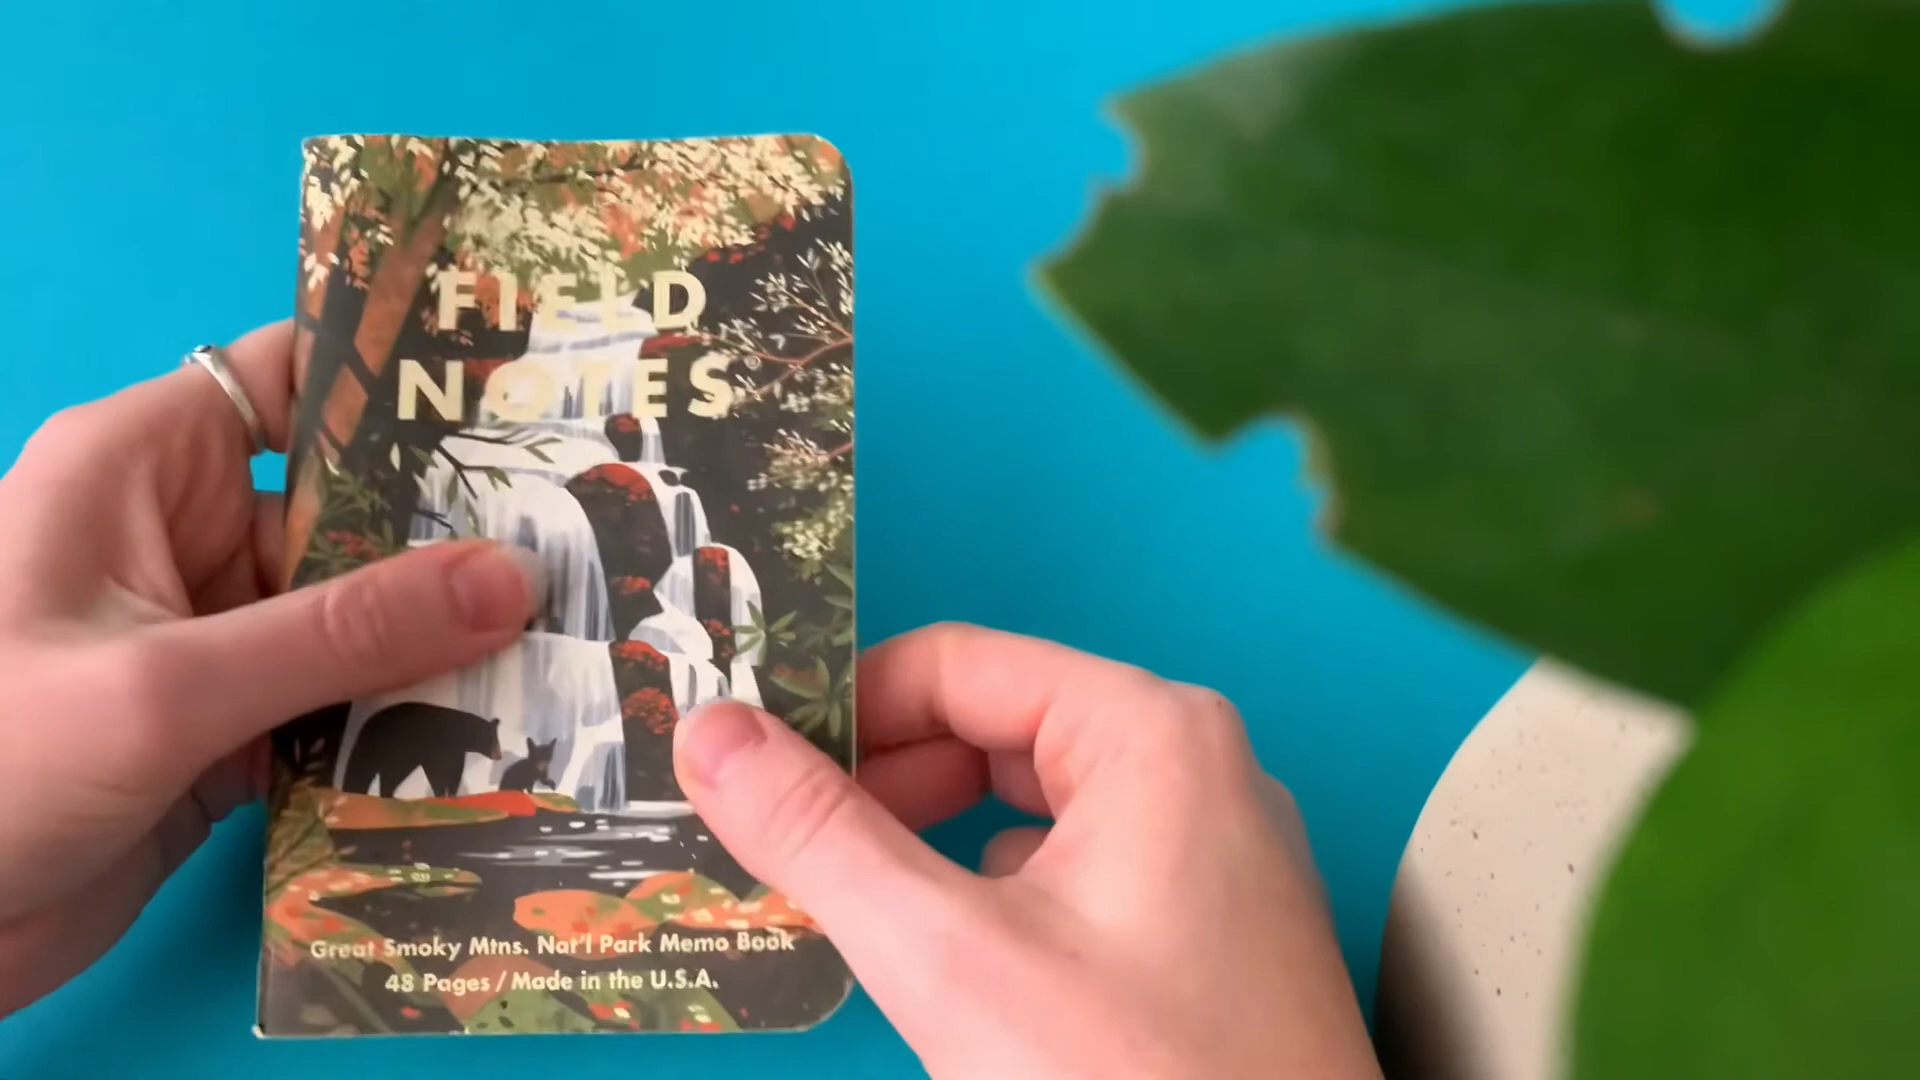 FIELD
NOTES®
Great Smoky Mtns. Nat'l Park Memo Book
48 Pages / Made in the U.S.A.